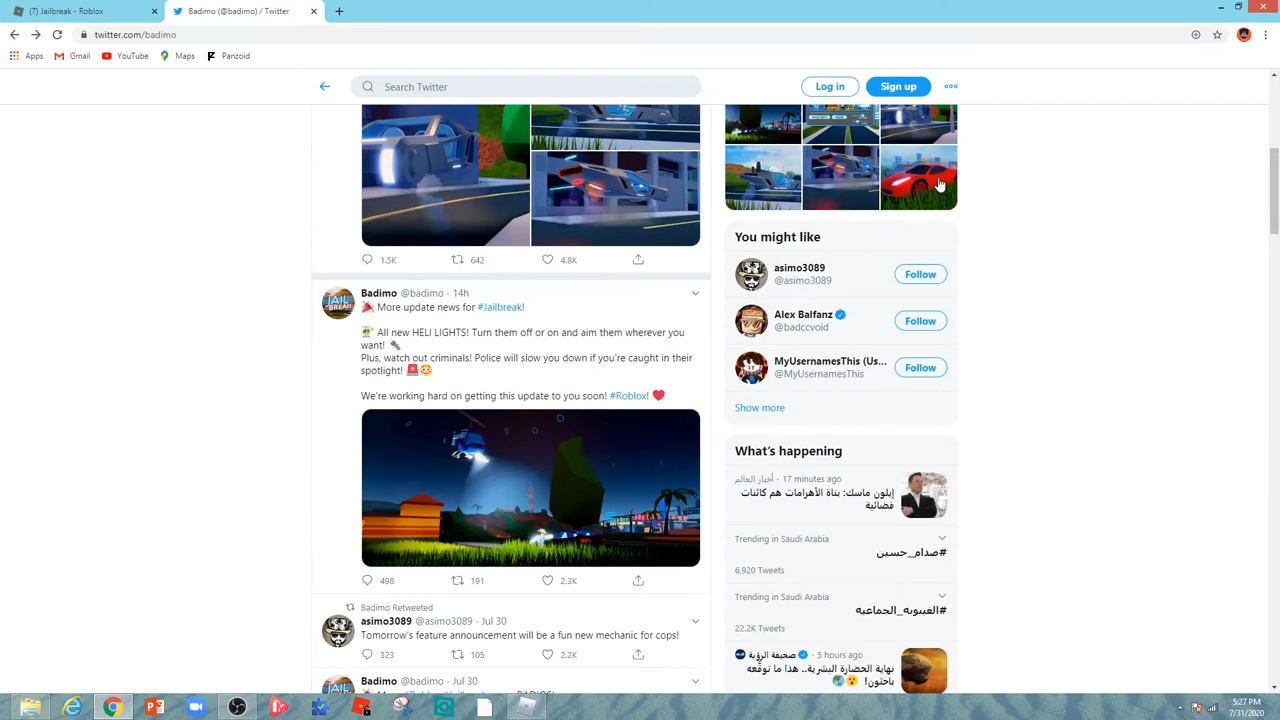 (7) Jailbreak - Roblox
Badimo (@badimo) / Twitter
twitter.com/badimo
Apps
Gmail
YouTube
Maps
Panzoid
Search Twitter
Log in
Sign up
1.5K
642
4.8K
Badimo @badimo · 14h
More update news for #Jailbreak!
All new HELI LIGHTS! Turn them off or on and aim them wherever you
want!
Plus, watch out criminals! Police will slow you down if you're caught in their
spotlight!
We're working hard on getting this update to you soon! #Roblox!
498
191
2.3K
Badimo Retweeted
asimo3089 @asimo3089 · Jul 30
Tomorrow's feature announcement will be a fun new mechanic for cops!
323
105
2.2K
Badimo @badimo · Jul 30
You might like
asimo3089
@asimo3089
Follow
Alex Balfanz
@badccvoid
Follow
MyUsernamesThis (Us...
@MyUsernamesThis
Follow
Show more
What's happening
أخبار العالم · 17 minutes ago
إيلون ماسك: بناة الأهرامات هم كائنات
فضائية
Trending in Saudi Arabia
#صدام_حسين
6,920 Tweets
Trending in Saudi Arabia
#الغيبوبه_الجماعيه
22.2K Tweets
صحيفة الرؤية · 5 hours ago
نهاية الحضارة البشرية.. هذا ما توقّعه
باحثون!
5:27 PM
7/31/2020